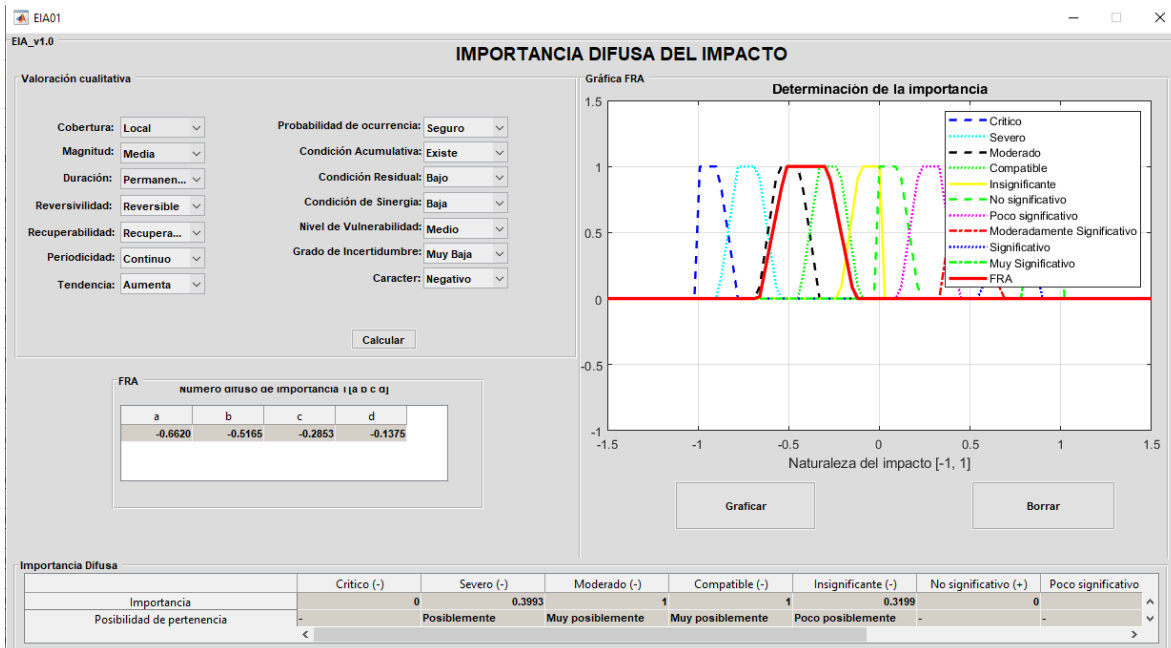 EIA01
EIA_v1.0
IMPORTANCIA DIFUSA DEL IMPACTO
Valoración cualitativa
Cobertura: Local
Magnitud: Media
Duración: Permanen...
Reversivilidad: Reversible
Recuperabilidad: Recupera...
Periodicidad: Continuo
Tendencia: Aumenta
Probabilidad de ocurrencia: Seguro
Condición Acumulativa: Existe
Condición Residual: Bajo
Condición de Sinergia: Baja
Nivel de Vulnerabilidad: Medio
Grado de Incertidumbre: Muy Baja
Caracter: Negativo
Calcular
FRA
Número difuso de importancia I [a b c d]
a b c d
-0.6620 -0.5165 -0.2853 -0.1375
Gráfica FRA
Determinación de la importancia
1.5
1
0.5
0
-0.5
-1
-1.5 -1 -0.5 0 0.5 1 1.5
Naturaleza del impacto [-1, 1]
Critico
Severo
Moderado
Compatible
Insignificante
No significativo
Poco significativo
Moderadamente Significativo
Significativo
Muy Significativo
FRA
Graficar
Borrar
Importancia Difusa
Critico (-) Severo (-) Moderado (-) Compatible (-) Insignificante (-) No significativo (+) Poco significativo
Importancia 0 0.3993 1 1 0.3199 0
Posibilidad de pertenencia - Posiblemente Muy posiblemente Muy posiblemente Poco posiblemente - -